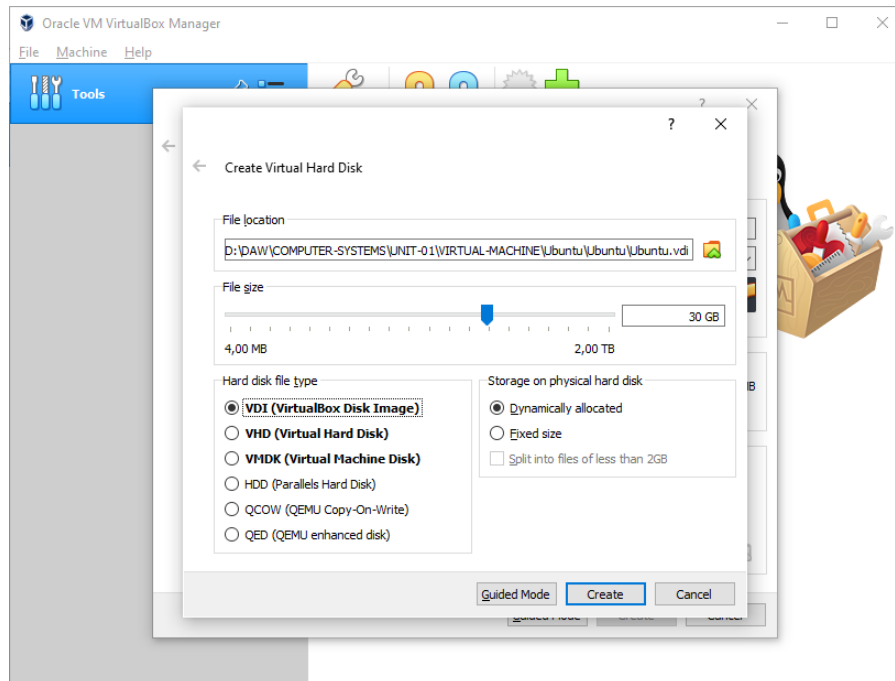 Oracle VM VirtualBox Manager
File Machine Help
Tools
?
?
Create Virtual Hard Disk
File location
D:\DAW\COMPUTER-SYSTEMS\UNIT-01\VIRTUAL-MACHINE\Ubuntu\Ubuntu\Ubuntu.vdi
File size
30 GB
4,00 MB 2,00 TB
Hard disk file type Storage on physical hard disk
VDI (VirtualBox Disk Image) Dynamically allocated
VHD (Virtual Hard Disk) Fixed size
VMDK (Virtual Machine Disk) Split into files of less than 2GB
HDD (Parallels Hard Disk)
QCOW (QEMU Copy-On-Write)
QED (QEMU enhanced disk)
Guided Mode Create Cancel